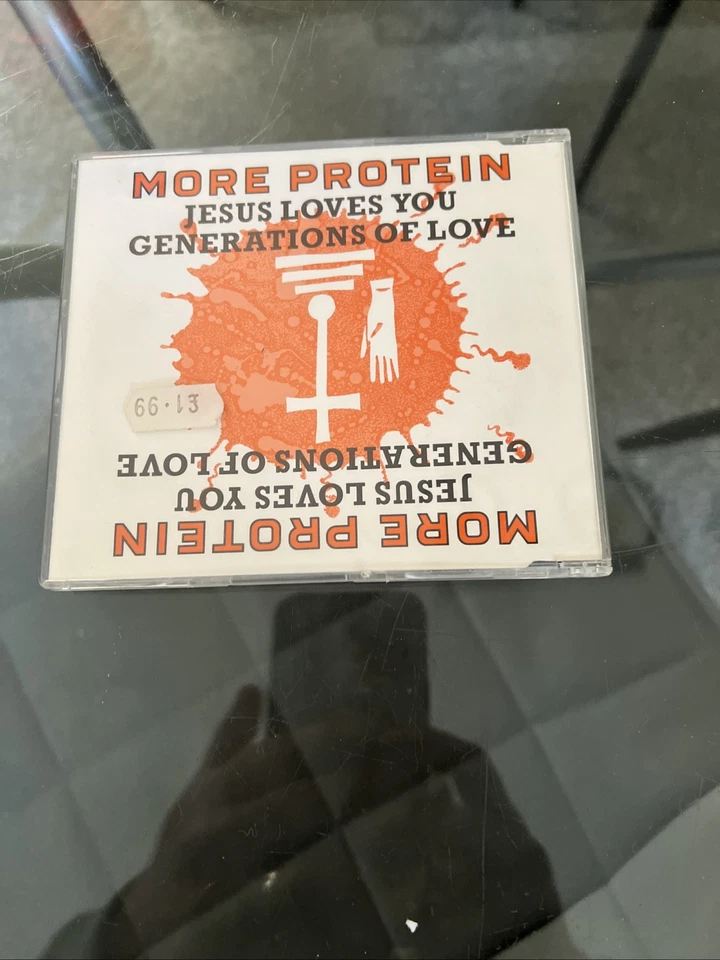 MORE PROTEIN
JESUS LOVES YOU
GENERATIONS OF LOVE
£1.99
GENERATIONS OF LOVE
JESUS LOVES YOU
MORE PROTEIN